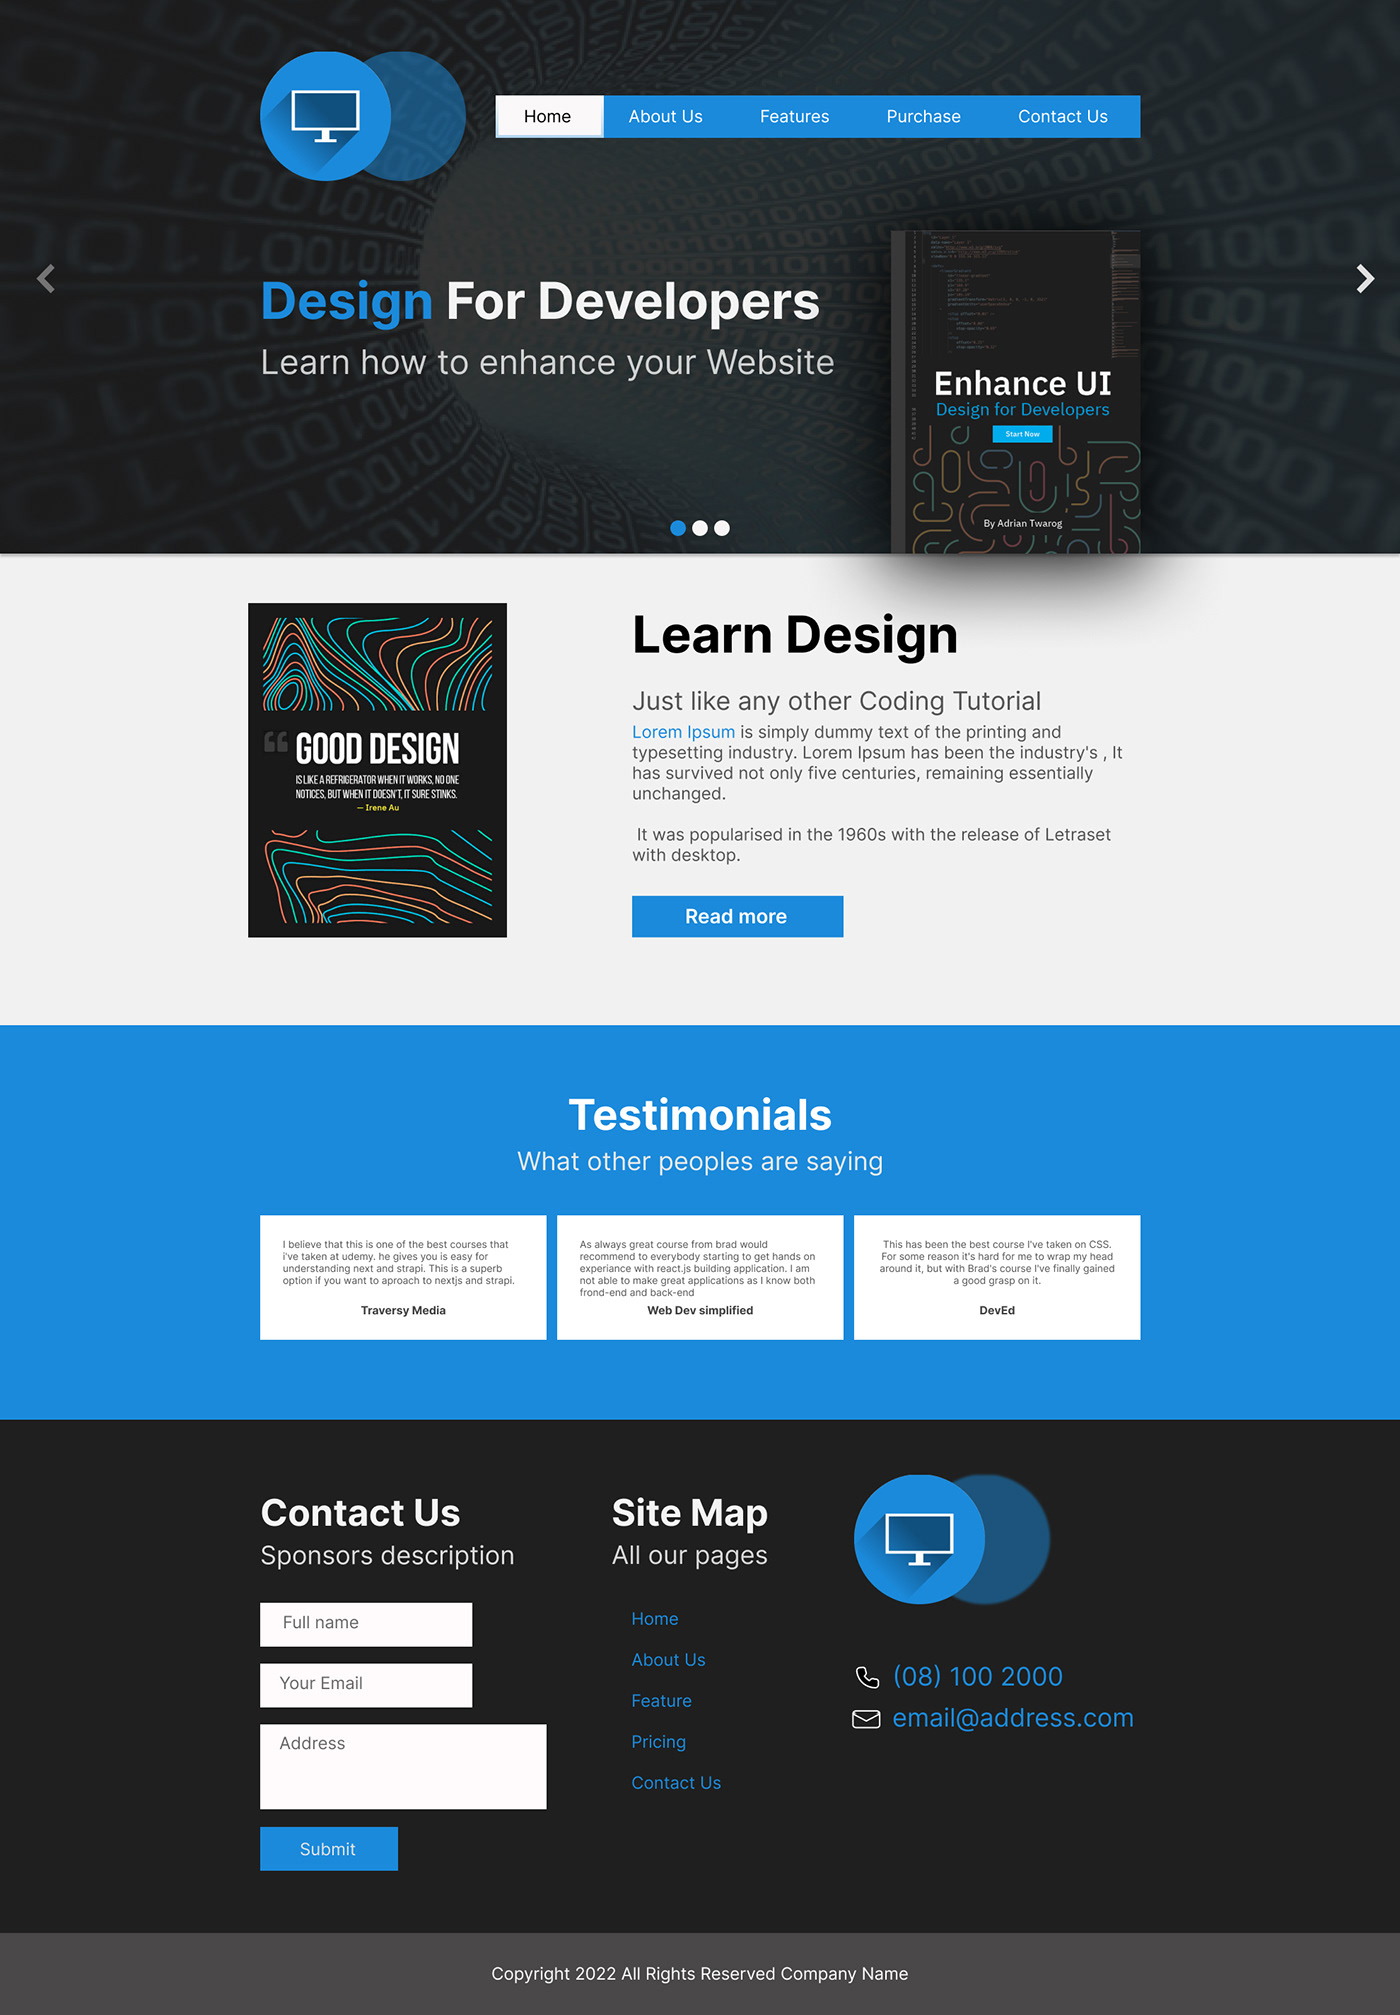 Home
About Us
Features
Purchase
Contact Us
Design For Developers
Learn how to enhance your Website
Enhance UI
Design for Developers
Start Now
By Adrian Twarog
Learn Design
Just like any other Coding Tutorial
Lorem Ipsum is simply dummy text of the printing and
typesetting industry. Lorem Ipsum has been the industry's , It
has survived not only five centuries, remaining essentially
unchanged.
It was popularised in the 1960s with the release of Letraset
with desktop.
Read more
“ GOOD DESIGN
IS LIKE A REFRIGERATOR WHEN IT WORKS, NO ONE
NOTICES, BUT WHEN IT DOESN'T, IT SURE STINKS.
— Irene Au
Testimonials
What other peoples are saying
I believe that this is one of the best courses that
i've taken at udemy. he gives you is easy for
understanding next and strapi. This is a superb
option if you want to aproach to nextjs and strapi.
Traversy Media
As always great course from brad would
recommend to everybody starting to get hands on
experiance with react.js building application. I am
not able to make great applications as I know both
frond-end and back-end
Web Dev simplified
This has been the best course I've taken on CSS.
For some reason it's hard for me to wrap my head
around it, but with Brad's course I've finally gained
a good grasp on it.
DevEd
Contact Us
Sponsors description
Full name
Your Email
Address
Submit
Site Map
All our pages
Home
About Us
Feature
Pricing
Contact Us
(08) 100 2000
email@address.com
Copyright 2022 All Rights Reserved Company Name